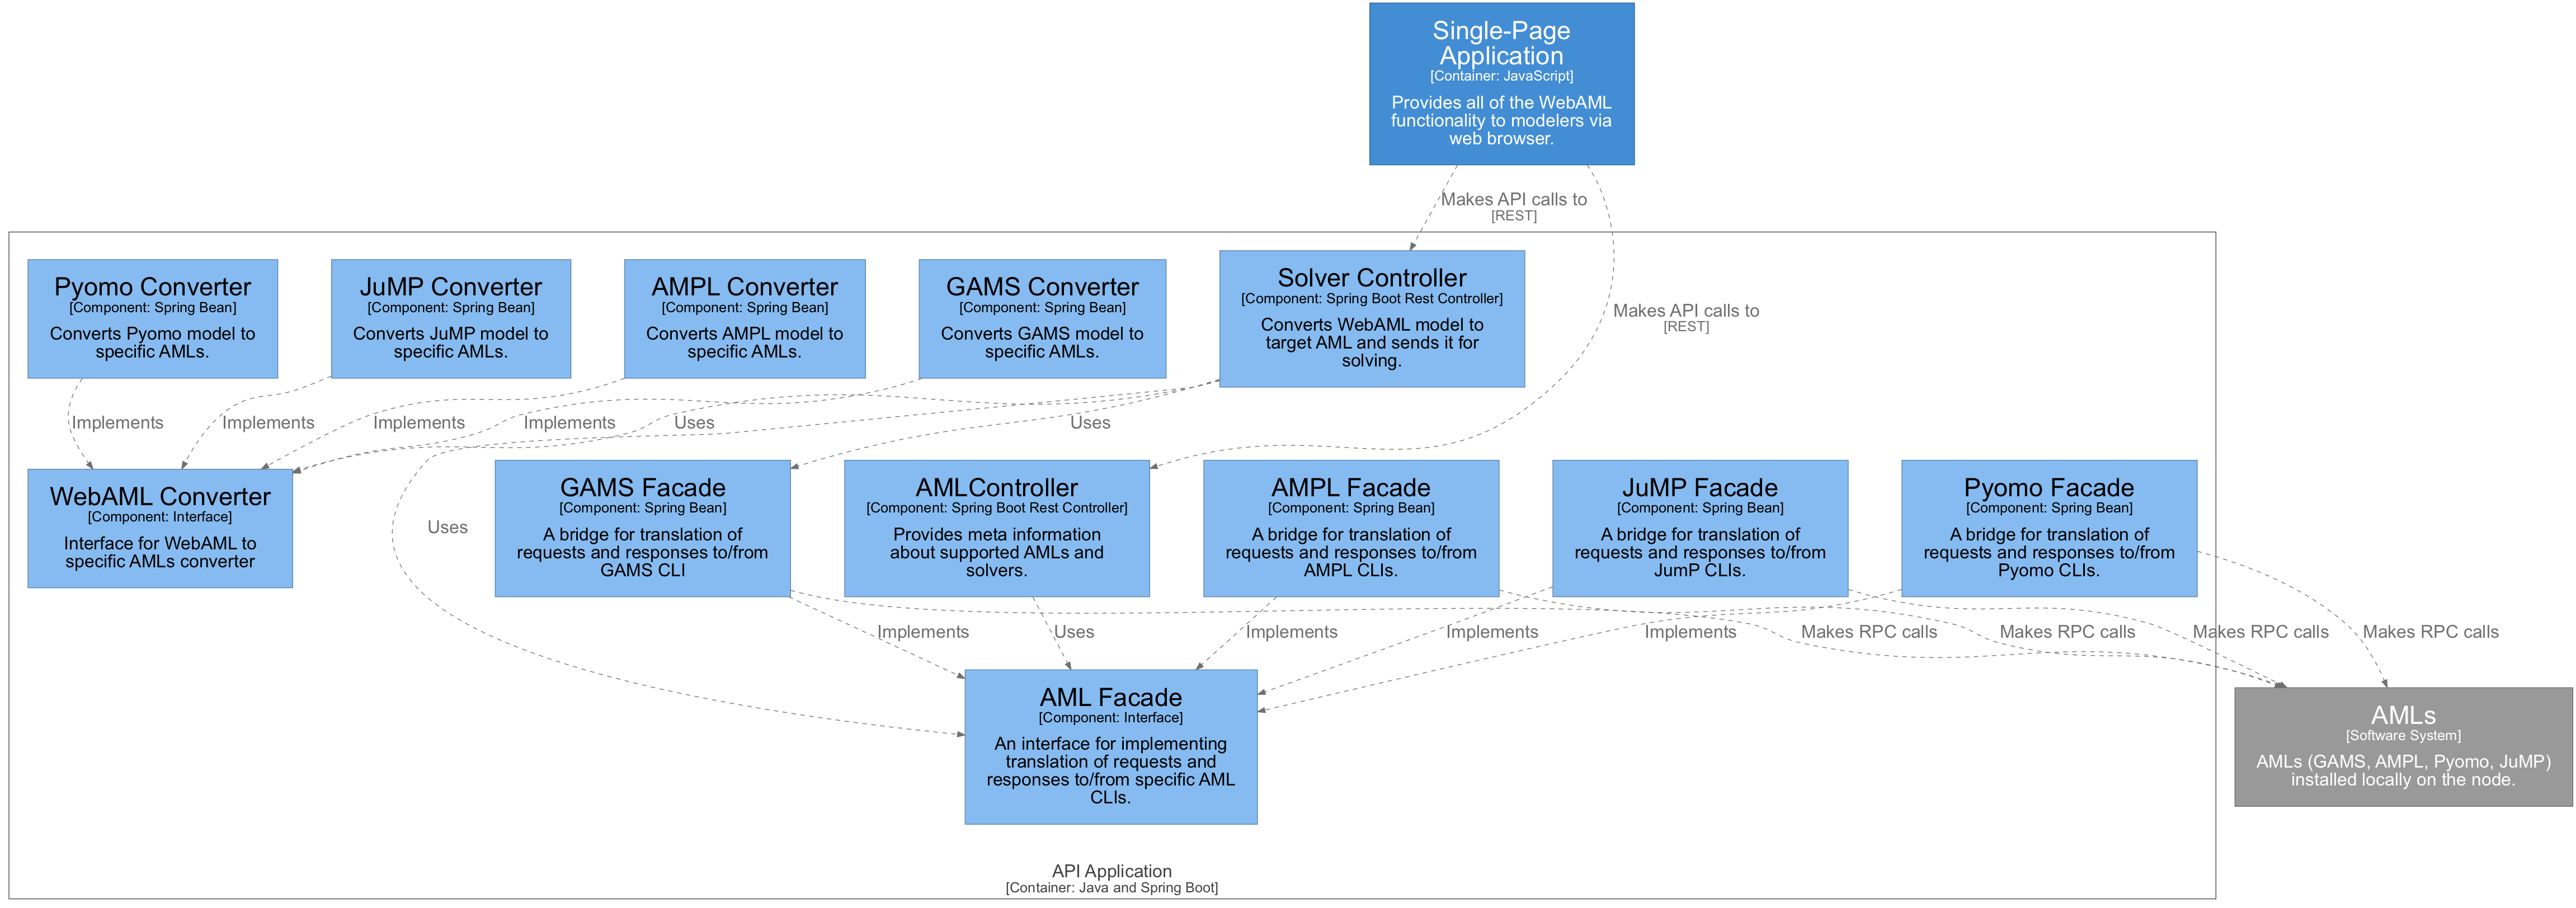 Single-Page
Application
[Container: JavaScript]
Provides all of the WebAML
functionality to modelers via
web browser.
Makes API calls to
[REST]
Makes API calls to
[REST]
Pyomo Converter
[Component: Spring Bean]
Converts Pyomo model to
specific AMLs.
JuMP Converter
[Component: Spring Bean]
Converts JuMP model to
specific AMLs.
AMPL Converter
[Component: Spring Bean]
Converts AMPL model to
specific AMLs.
GAMS Converter
[Component: Spring Bean]
Converts GAMS model to
specific AMLs.
Solver Controller
[Component: Spring Boot Rest Controller]
Converts WebAML model to
target AML and sends it for
solving.
Implements
Implements
Implements
Implements
Uses
Uses
Uses
WebAML Converter
[Component: Interface]
Interface for WebAML to
specific AMLs converter
GAMS Facade
[Component: Spring Bean]
A bridge for translation of
requests and responses to/from
GAMS CLI
AMLController
[Component: Spring Boot Rest Controller]
Provides meta information
about supported AMLs and
solvers.
AMPL Facade
[Component: Spring Bean]
A bridge for translation of
requests and responses to/from
AMPL CLIs.
JuMP Facade
[Component: Spring Bean]
A bridge for translation of
requests and responses to/from
JumP CLIs.
Pyomo Facade
[Component: Spring Bean]
A bridge for translation of
requests and responses to/from
Pyomo CLIs.
Implements
Uses
Implements
Implements
Implements
Makes RPC calls
Makes RPC calls
Makes RPC calls
Makes RPC calls
AML Facade
[Component: Interface]
An interface for implementing
translation of requests and
responses to/from specific AML
CLIs.
AMLs
[Software System]
AMLs (GAMS, AMPL, Pyomo, JuMP)
installed locally on the node.
API Application
[Container: Java and Spring Boot]